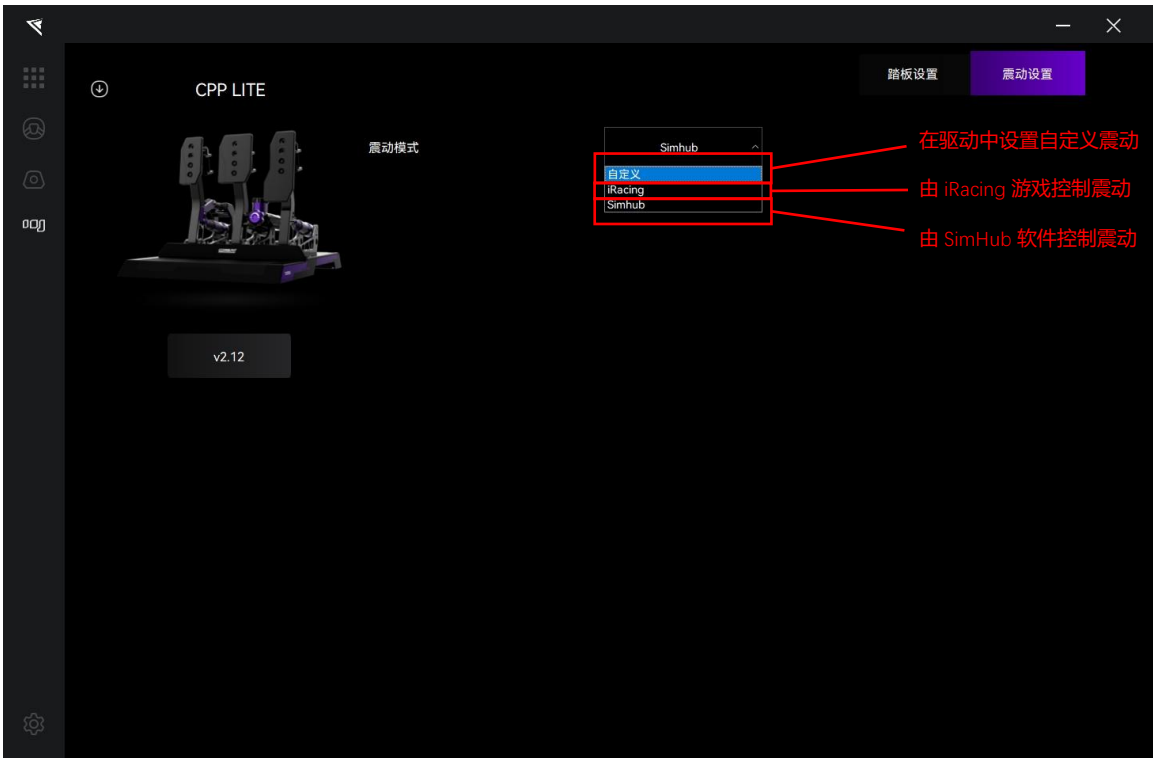 踏板设置
震动设置
CPP LITE
震动模式
Simhub
自定义
iRacing
Simhub
在驱动中设置自定义震动
由 iRacing 游戏控制震动
由 SimHub 软件控制震动
v2.12